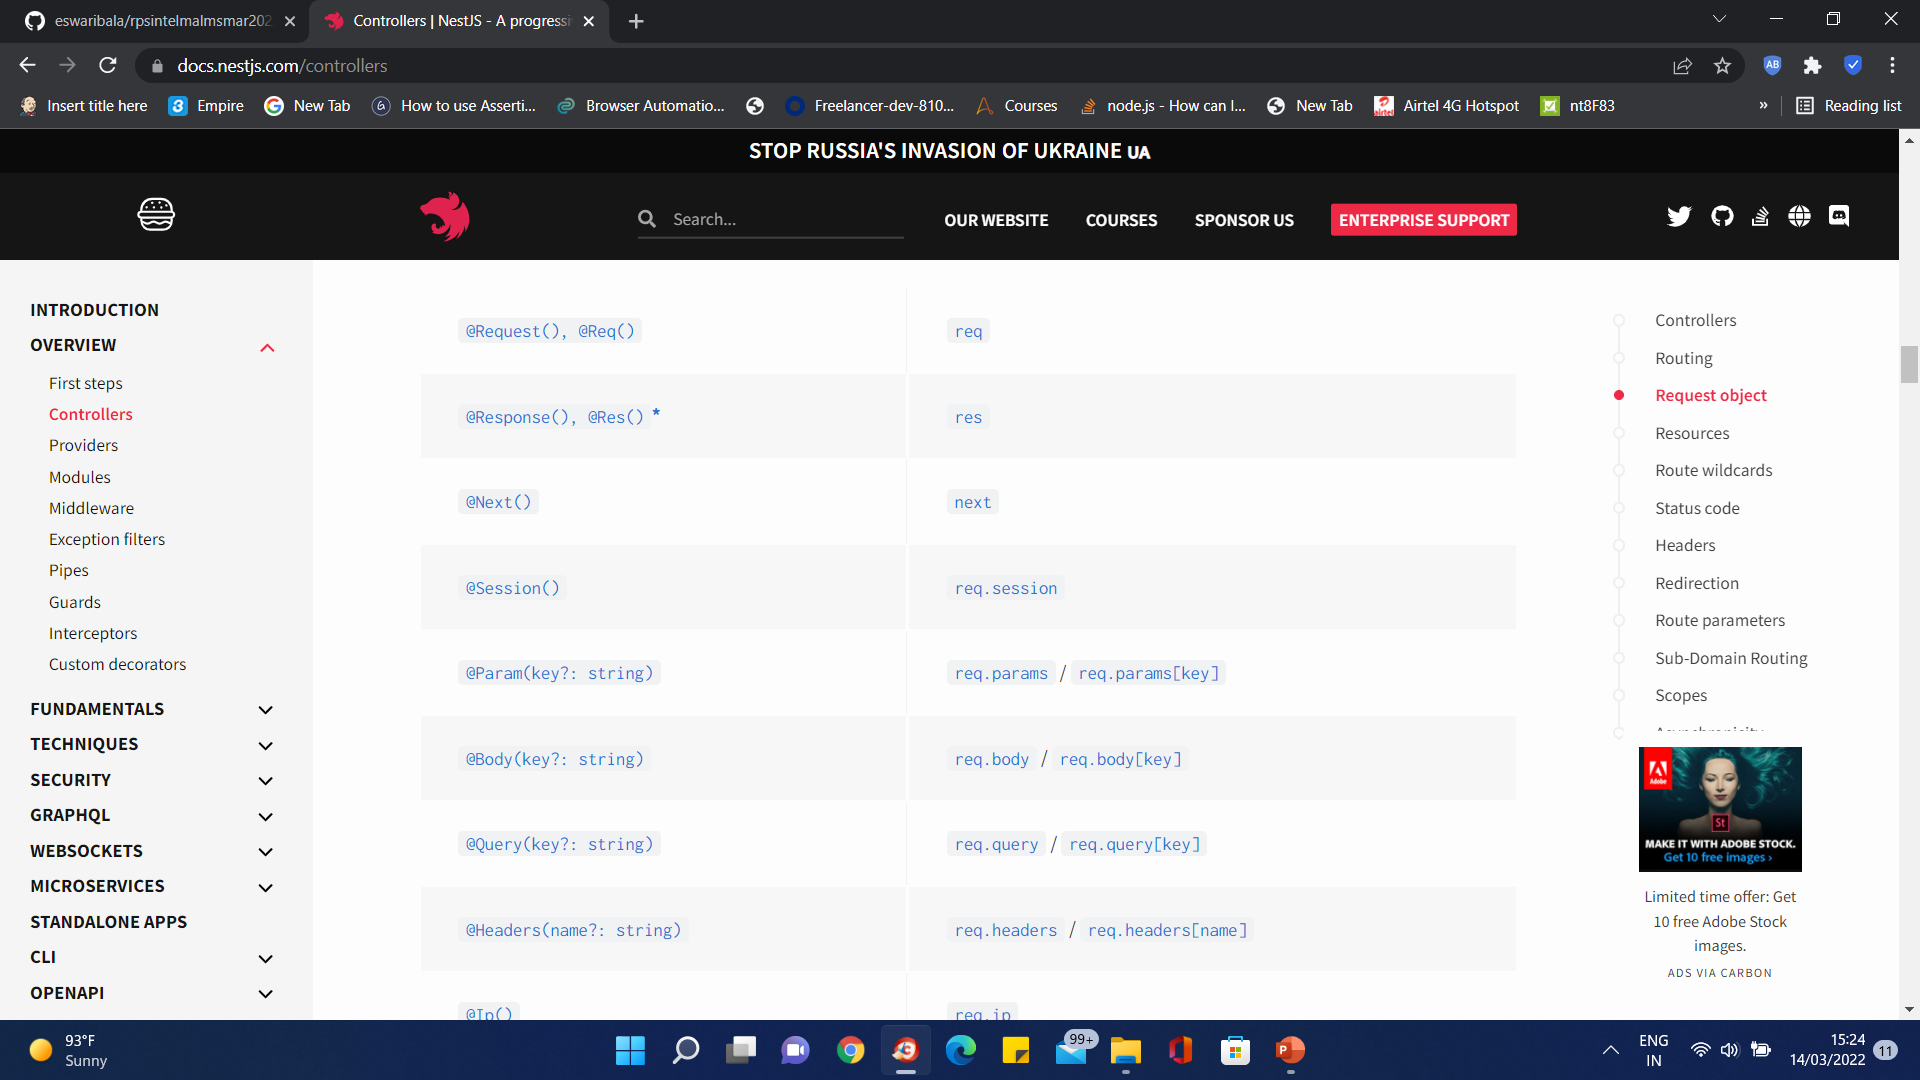 eswaribala/rpsintelmalmsmar202
Controllers | NestJS - A progressi
docs.nestjs.com/controllers
AB
Insert title here
Empire
New Tab
How to use Asserti...
Browser Automatio...
Freelancer-dev-810...
Courses
node.js - How can I...
New Tab
airtel
Airtel 4G Hotspot
nt8F83
»
Reading list
STOP RUSSIA'S INVASION OF UKRAINE UA
Search...
OUR WEBSITE
COURSES
SPONSOR US
ENTERPRISE SUPPORT
INTRODUCTION
OVERVIEW
First steps
Controllers
Providers
Modules
Middleware
Exception filters
Pipes
Guards
Interceptors
Custom decorators
FUNDAMENTALS
TECHNIQUES
SECURITY
GRAPHQL
WEBSOCKETS
MICROSERVICES
STANDALONE APPS
CLI
OPENAPI
@Request(), @Req() req
@Response(), @Res() * res
@Next() next
@Session() req.session
@Param(key?: string) req.params / req.params[key]
@Body(key?: string) req.body / req.body[key]
@Query(key?: string) req.query / req.query[key]
@Headers(name?: string) req.headers / req.headers[name]
@Ip() req.ip
Controllers
Routing
Request object
Resources
Route wildcards
Status code
Headers
Redirection
Route parameters
Sub-Domain Routing
Scopes
Asynchronicity
Adobe
St
MAKE IT WITH ADOBE STOCK.
Get 10 free images ›
Limited time offer: Get
10 free Adobe Stock
images.
ADS VIA CARBON
93°F
Sunny
99+
ENG
IN
15:24
14/03/2022
11